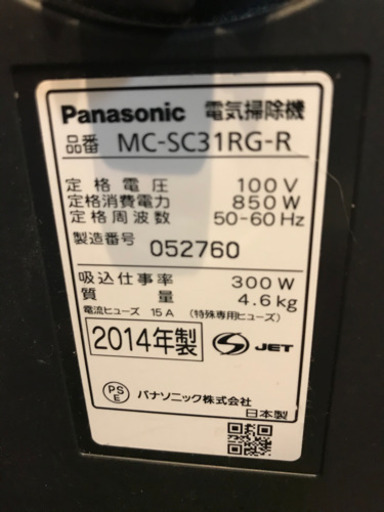 Panasonic 電気掃除機
品番 MC-SC31RG-R
定格電圧 100V
定格消費電力 850W
定格周波数 50-60Hz
製造番号 052760
吸込仕事率 300W
質量 4.6kg
電流ヒューズ 15A (特殊専用ヒューズ)
2014年製 S JET
PS
E
パナソニック株式会社
日本製